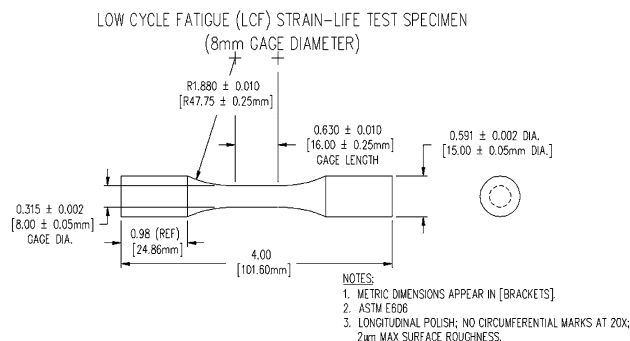 LOW CYCLE FATIGUE (LCF) STRAIN-LIFE TEST SPECIMEN
(8mm GAGE DIAMETER)
R1.880 ± 0.010
[R47.75 ± 0.25mm]
0.630 ± 0.010
[16.00 ± 0.25mm]
GAGE LENGTH
0.591 ± 0.002 DIA.
[15.00 ± 0.05mm DIA.]
0.315 ± 0.002
[8.00 ± 0.05mm]
GAGE DIA.
0.98 (REF)
[24.86mm]
4.00
[101.60mm]
NOTES:
1. METRIC DIMENSIONS APPEAR IN [BRACKETS].
2. ASTM E606
3. LONGITUDINAL POLISH; NO CIRCUMFERENTIAL MARKS AT 20X;
2µm MAX SURFACE ROUGHNESS.